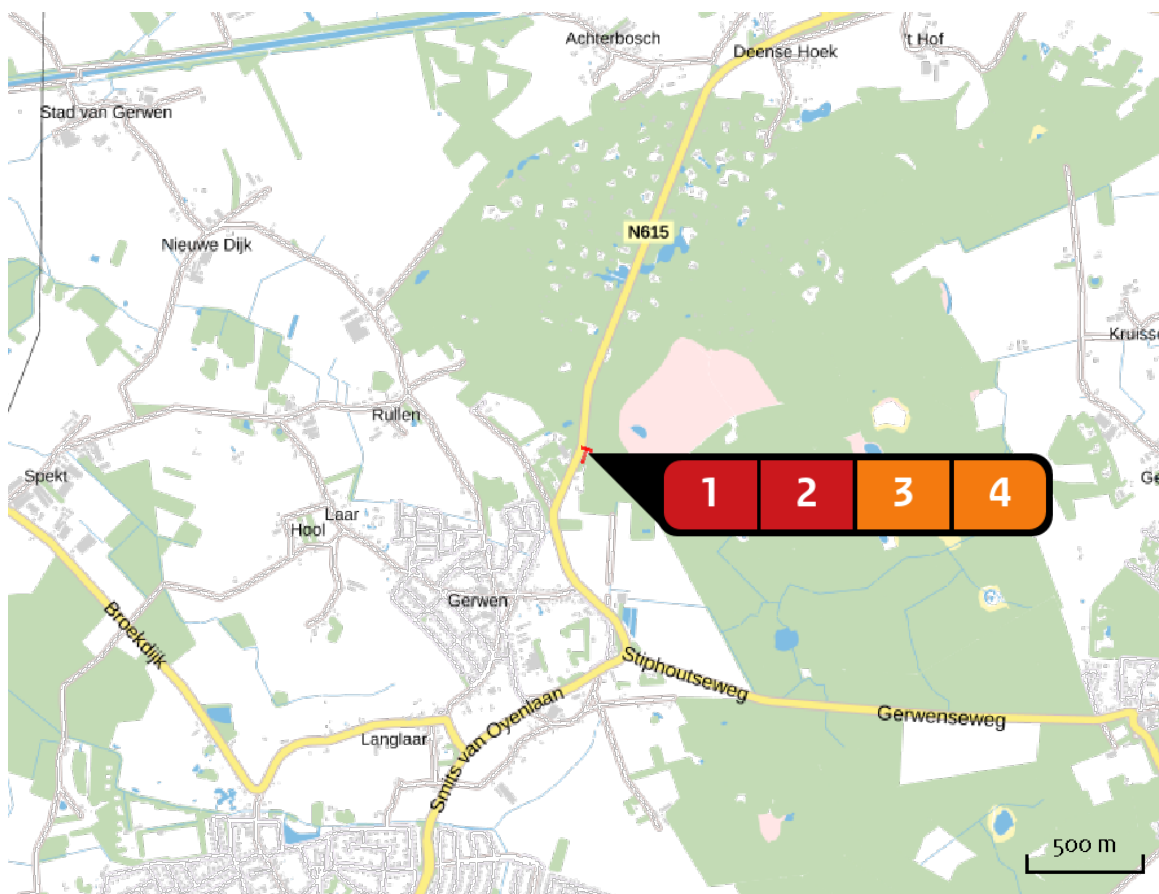 Achterbosch
't Hof
Deense Hoek
Stad van Gerwen
N615
Nieuwe Dijk
Kruisse
Rullen
Spekt
1 2 3 4
Ge
Laar
Hool
Gerwen
Broekdijk
Stiphoutseweg
Gerwenseweg
Langlaar
Smits van Oyenlaan
500 m